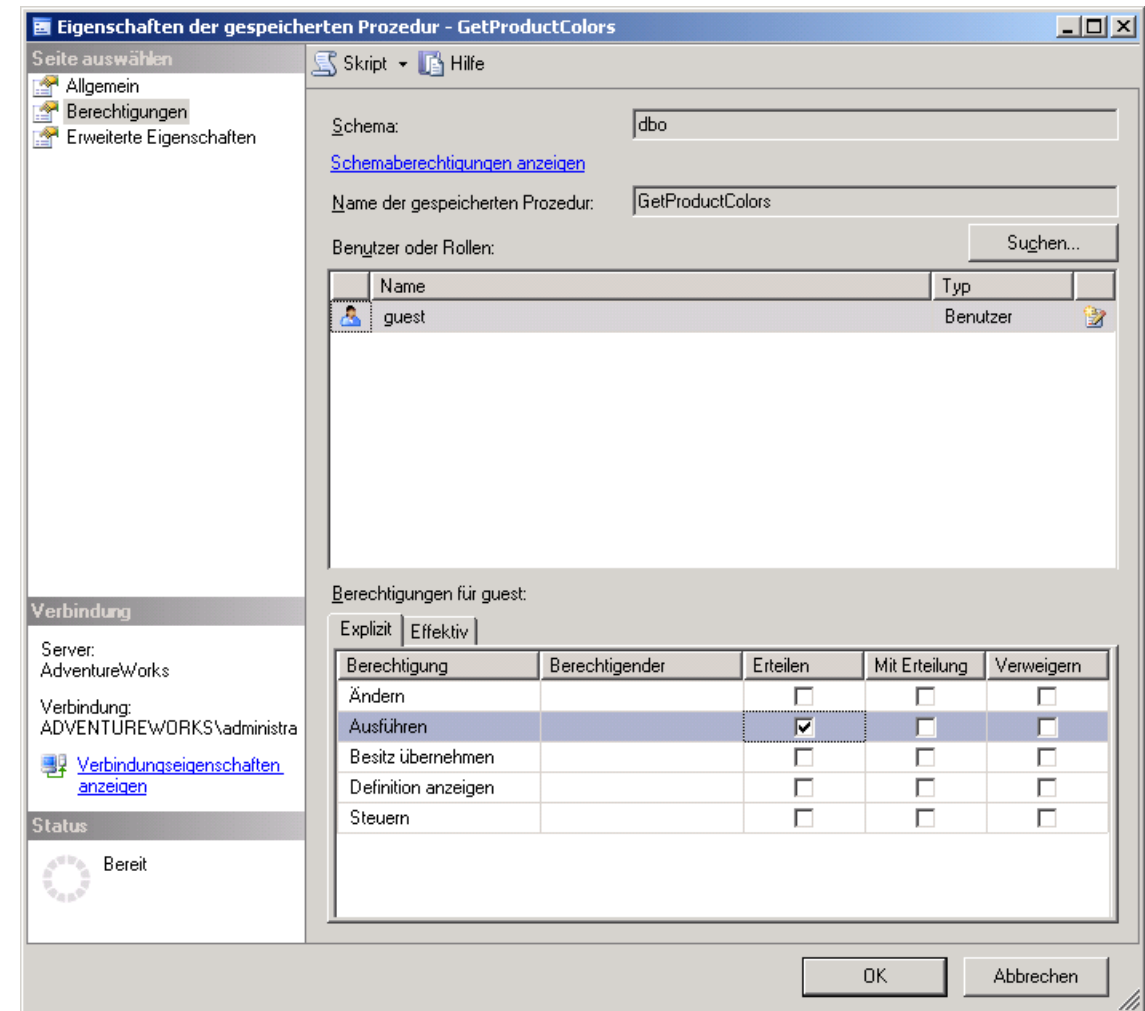 Eigenschaften der gespeicherten Prozedur - GetProductColors
Seite auswählen
Allgemein
Berechtigungen
Erweiterte Eigenschaften
Skript Hilfe
Schema: dbo
Schemaberechtigungen anzeigen
Name der gespeicherten Prozedur: GetProductColors
Benutzer oder Rollen: Suchen...
Name Typ
guest Benutzer
Berechtigungen für guest:
Explizit Effektiv
Berechtigung Berechtigender Erteilen Mit Erteilung Verweigern
Ändern
Ausführen
Besitz übernehmen
Definition anzeigen
Steuern
Verbindung
Server:
AdventureWorks
Verbindung:
ADVENTUREWORKS\administra
Verbindungseigenschaften
anzeigen
Status
Bereit
OK Abbrechen